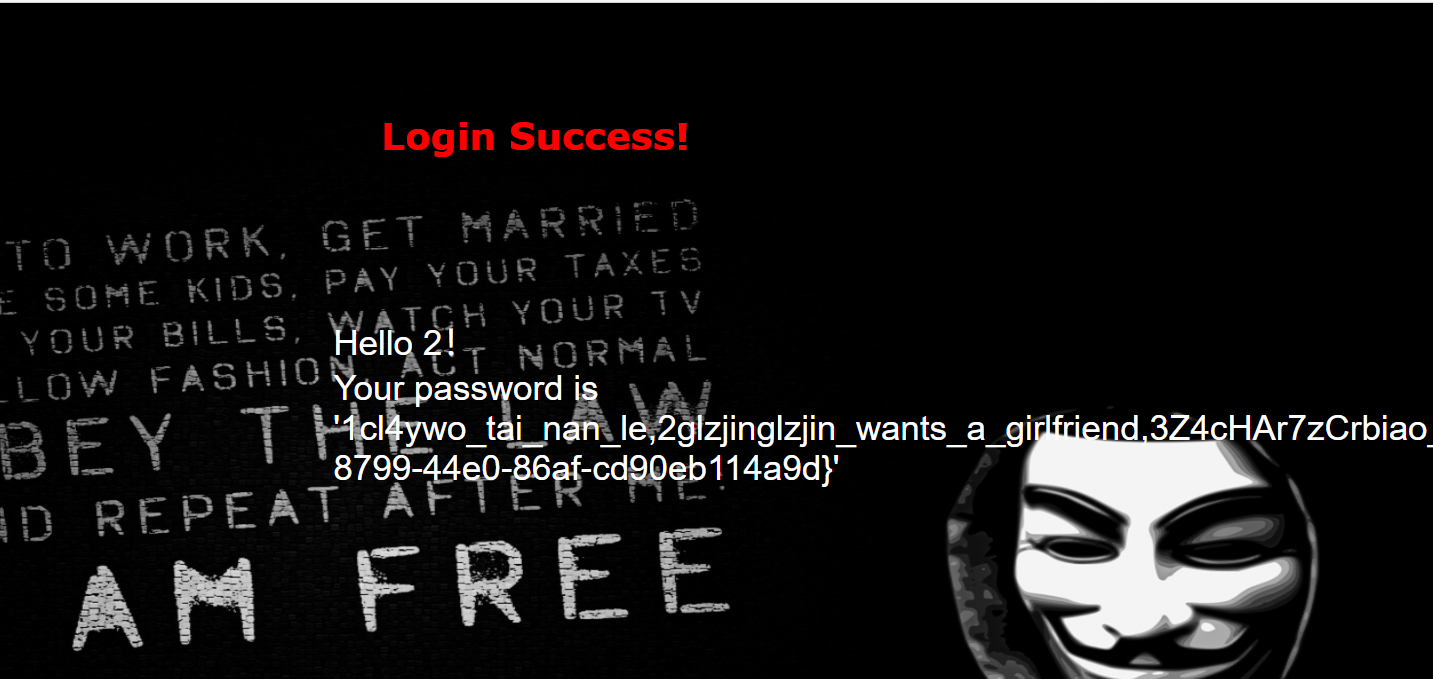 Login Success!
TO WORK, GET MARRIED
E SOME KIDS, PAY YOUR TAXES
YOUR BILLS, WATCH YOUR TV
LLOW FASHION, ACT NORMAL
BEY THE LAW
ND REPEAT AFTER ME:
AM FREE
Hello 2!
Your password is
'1cl4ywo_tai_nan_le,2glzjinglzjin_wants_a_girlfriend,3Z4cHAr7zCrbiao_
8799-44e0-86af-cd90eb114a9d}'